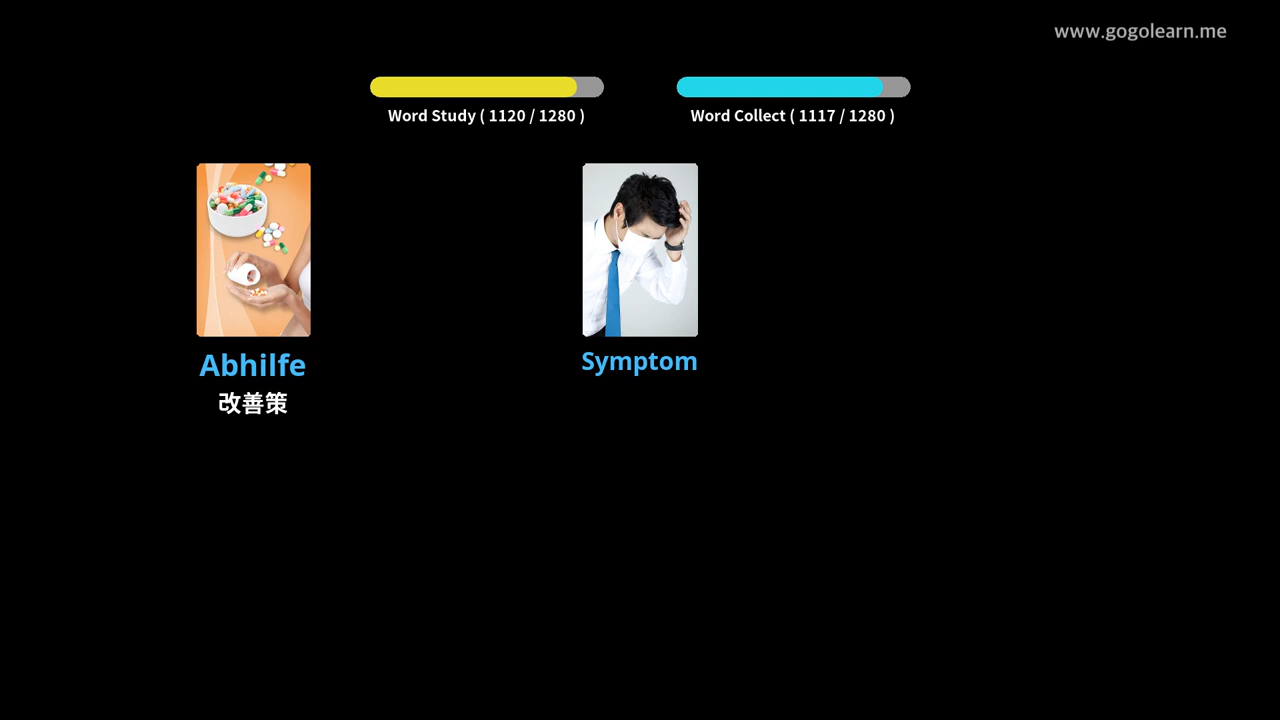 www.gogolearn.me
Word Study ( 1120 / 1280 )
Word Collect ( 1117 / 1280 )
Abhilfe
改善策
Symptom